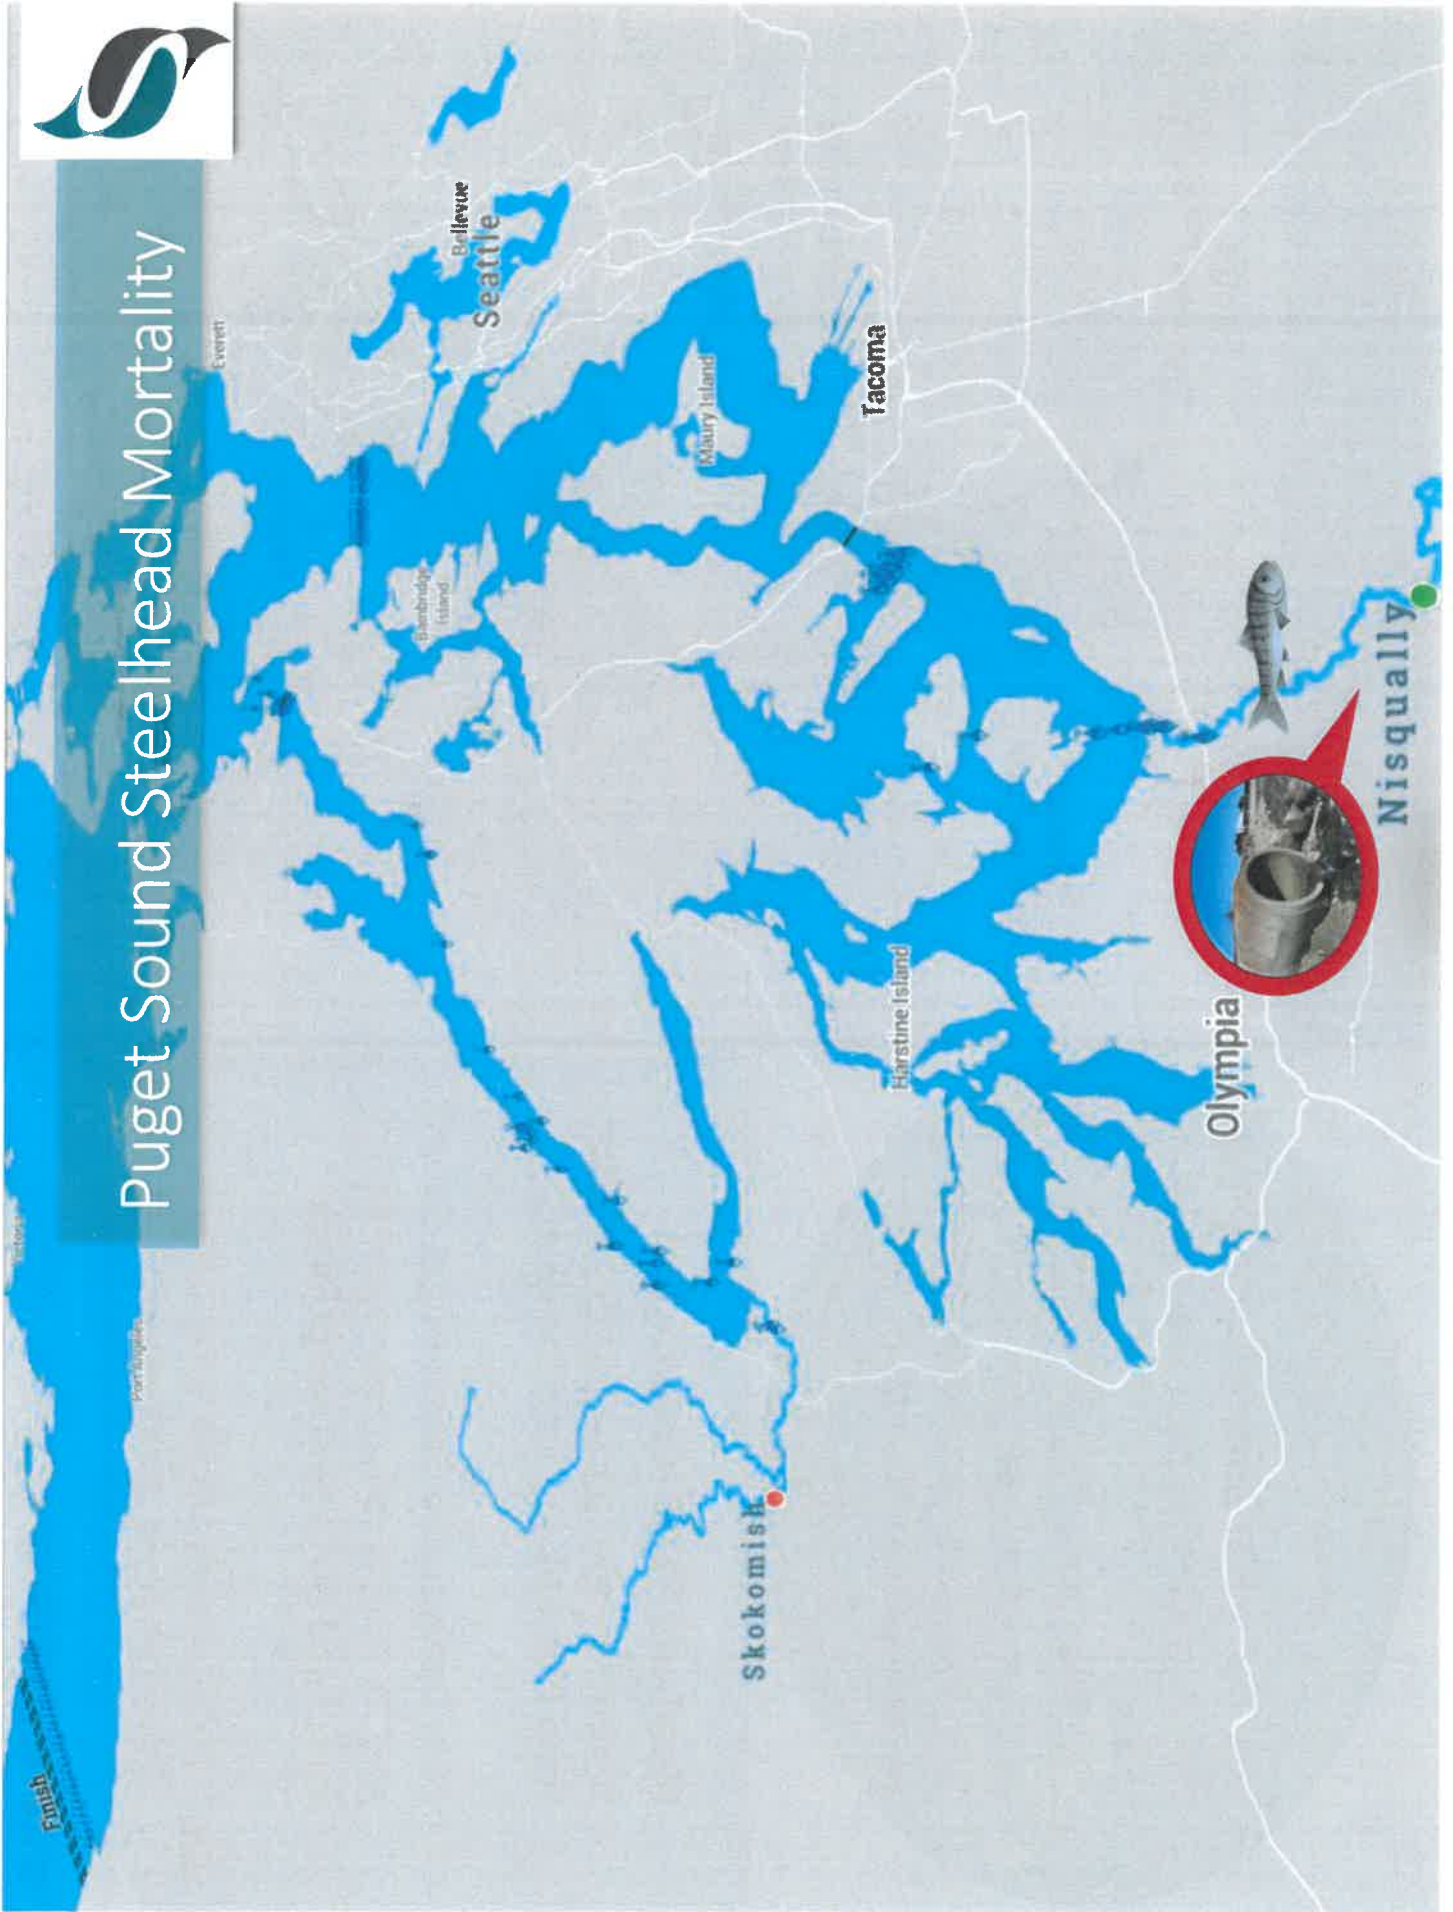 Puget Sound Steelhead Mortality
Finish
Port Angeles
Everett
Bellevue
Seattle
Bainbridge
Island
Maury Island
Tacoma
Skokomish
Harstine Island
Olympia
Nisqually